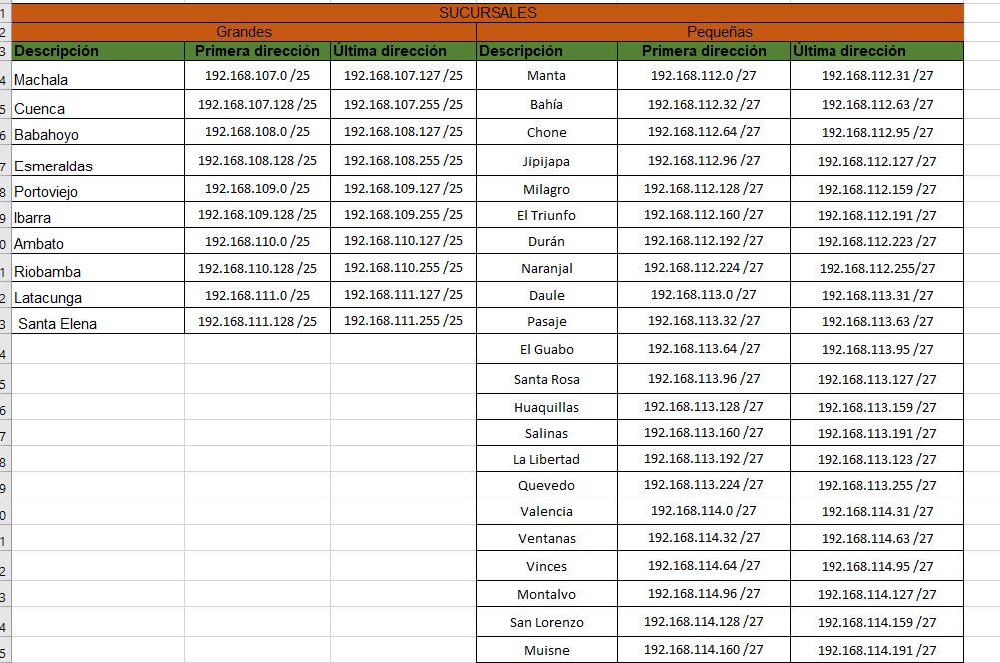 1 SUCURSALES
2 Grandes Pequeñas
3 Descripción Primera dirección Última dirección Descripción Primera dirección Última dirección
4 Machala 192.168.107.0 /25 192.168.107.127 /25 Manta 192.168.112.0 /27 192.168.112.31 /27
5 Cuenca 192.168.107.128 /25 192.168.107.255 /25 Bahía 192.168.112.32 /27 192.168.112.63 /27
6 Babahoyo 192.168.108.0 /25 192.168.108.127 /25 Chone 192.168.112.64 /27 192.168.112.95 /27
7 Esmeraldas 192.168.108.128 /25 192.168.108.255 /25 Jipijapa 192.168.112.96 /27 192.168.112.127 /27
8 Portoviejo 192.168.109.0 /25 192.168.109.127 /25 Milagro 192.168.112.128 /27 192.168.112.159 /27
9 Ibarra 192.168.109.128 /25 192.168.109.255 /25 El Triunfo 192.168.112.160 /27 192.168.112.191 /27
0 Ambato 192.168.110.0 /25 192.168.110.127 /25 Durán 192.168.112.192 /27 192.168.112.223 /27
1 Riobamba 192.168.110.128 /25 192.168.110.255 /25 Naranjal 192.168.112.224 /27 192.168.112.255/27
2 Latacunga 192.168.111.0 /25 192.168.111.127 /25 Daule 192.168.113.0 /27 192.168.113.31 /27
3 Santa Elena 192.168.111.128 /25 192.168.111.255 /25 Pasaje 192.168.113.32 /27 192.168.113.63 /27
4 El Guabo 192.168.113.64 /27 192.168.113.95 /27
5 Santa Rosa 192.168.113.96 /27 192.168.113.127 /27
6 Huaquillas 192.168.113.128 /27 192.168.113.159 /27
7 Salinas 192.168.113.160 /27 192.168.113.191 /27
8 La Libertad 192.168.113.192 /27 192.168.113.123 /27
9 Quevedo 192.168.113.224 /27 192.168.113.255 /27
0 Valencia 192.168.114.0 /27 192.168.114.31 /27
1 Ventanas 192.168.114.32 /27 192.168.114.63 /27
2 Vinces 192.168.114.64 /27 192.168.114.95 /27
3 Montalvo 192.168.114.96 /27 192.168.114.127 /27
4 San Lorenzo 192.168.114.128 /27 192.168.114.159 /27
5 Muisne 192.168.114.160 /27 192.168.114.191 /27